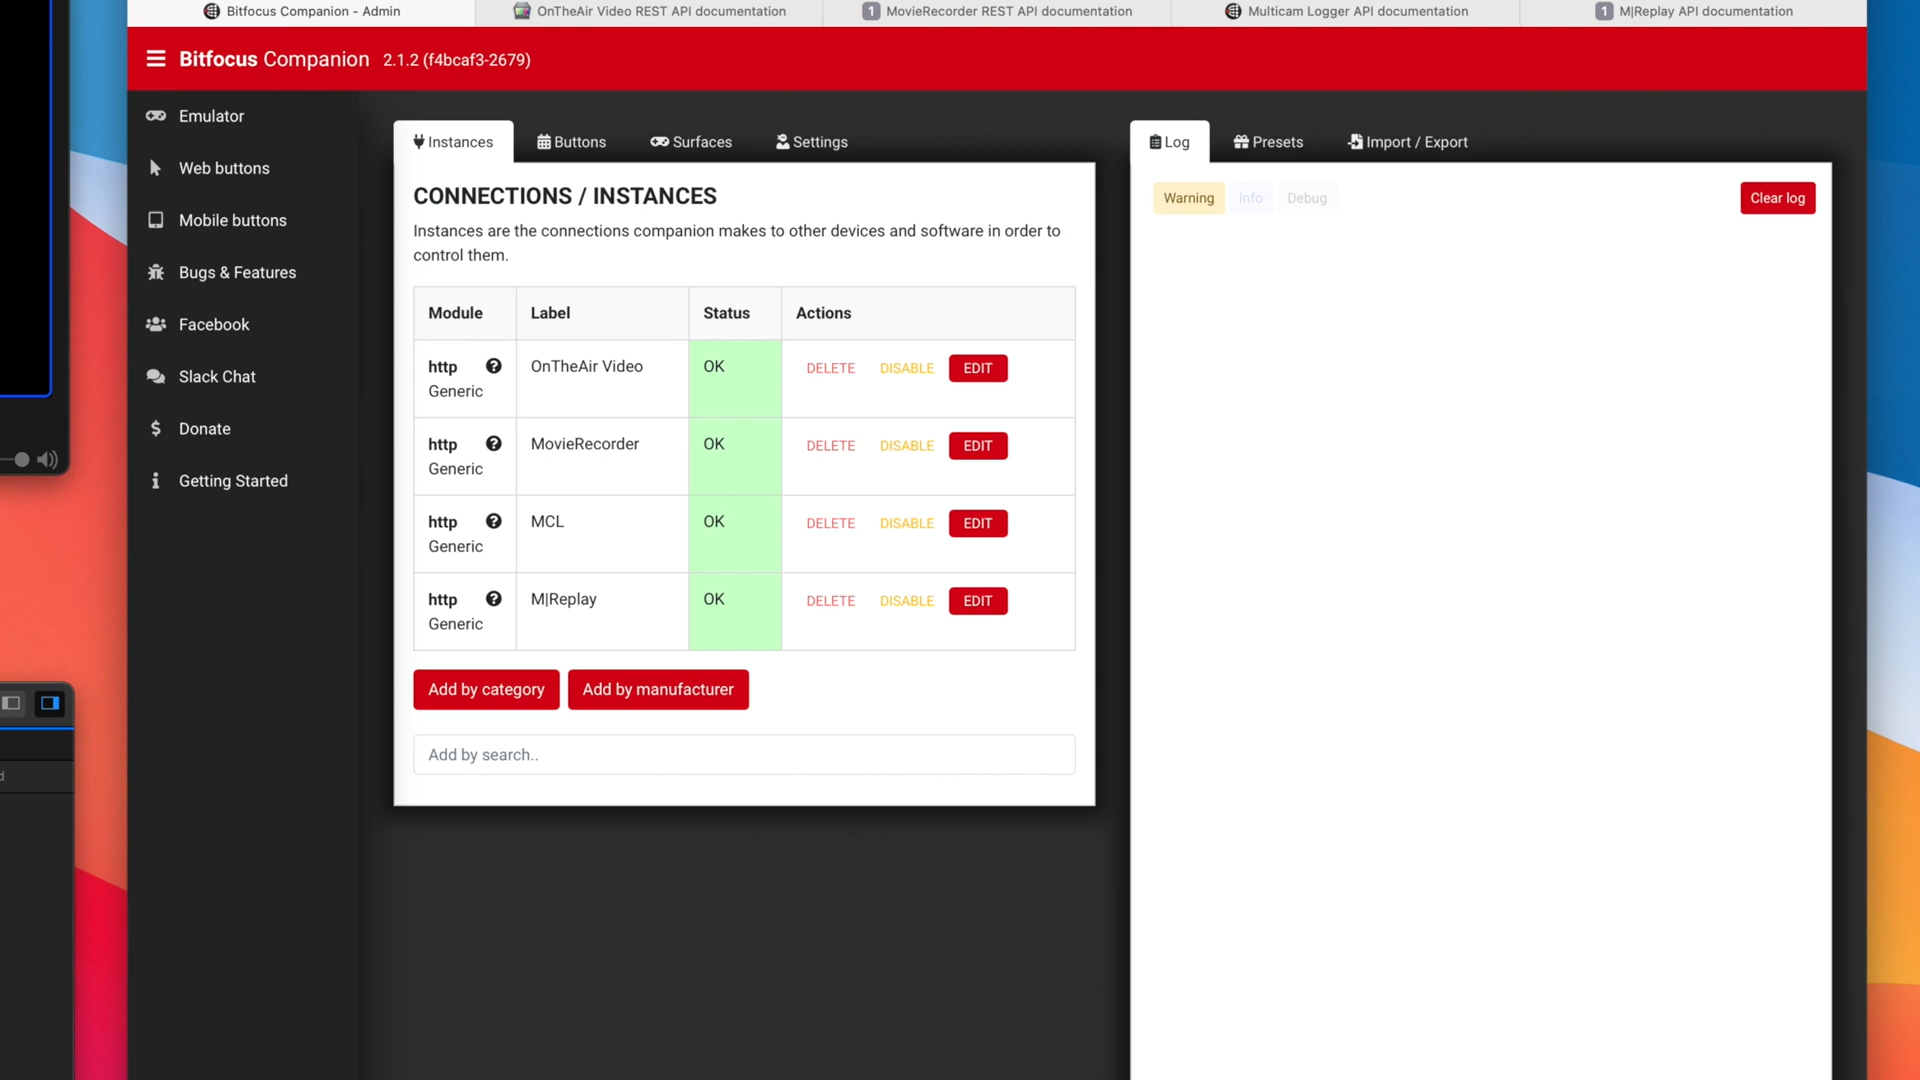 Bitfocus Companion - Admin
OnTheAir Video REST API documentation
1 MovieRecorder REST API documentation
Multicam Logger API documentation
1 M|Replay API documentation
Bitfocus Companion 2.1.2 (f4bcaf3-2679)
Emulator
Web buttons
Mobile buttons
Bugs & Features
Facebook
Slack Chat
Donate
Getting Started
Instances
Buttons
Surfaces
Settings
CONNECTIONS / INSTANCES
Instances are the connections companion makes to other devices and software in order to
control them.
Module Label Status Actions
http OnTheAir Video OK DELETE DISABLE EDIT
Generic
http MovieRecorder OK DELETE DISABLE EDIT
Generic
http MCL OK DELETE DISABLE EDIT
Generic
http M|Replay OK DELETE DISABLE EDIT
Generic
Add by category Add by manufacturer
Add by search..
Log
Presets
Import / Export
Warning Info Debug Clear log